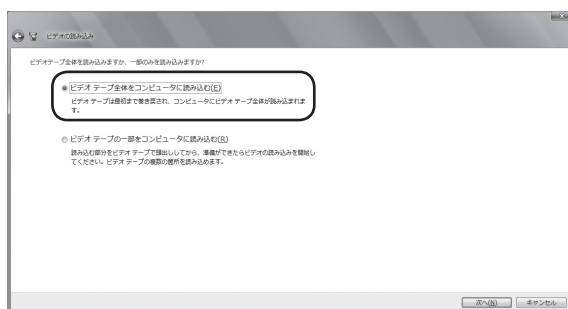 ビデオの読み込み
ビデオテープ全体を読み込みますか、一部のみを読み込みますか?
ビデオ テープ全体をコンピュータに読み込む(E)
ビデオ テープは最初まで巻き戻され、コンピュータにビデオ テープ全体が読み込まれま
す。
ビデオ テープの一部をコンピュータに読み込む(R)
読み込む部分をビデオ テープで頭出ししてから、準備ができたらビデオの読み込みを開始し
てください。ビデオ テープの複数の箇所を読み込めます。
次へ(N) キャンセル